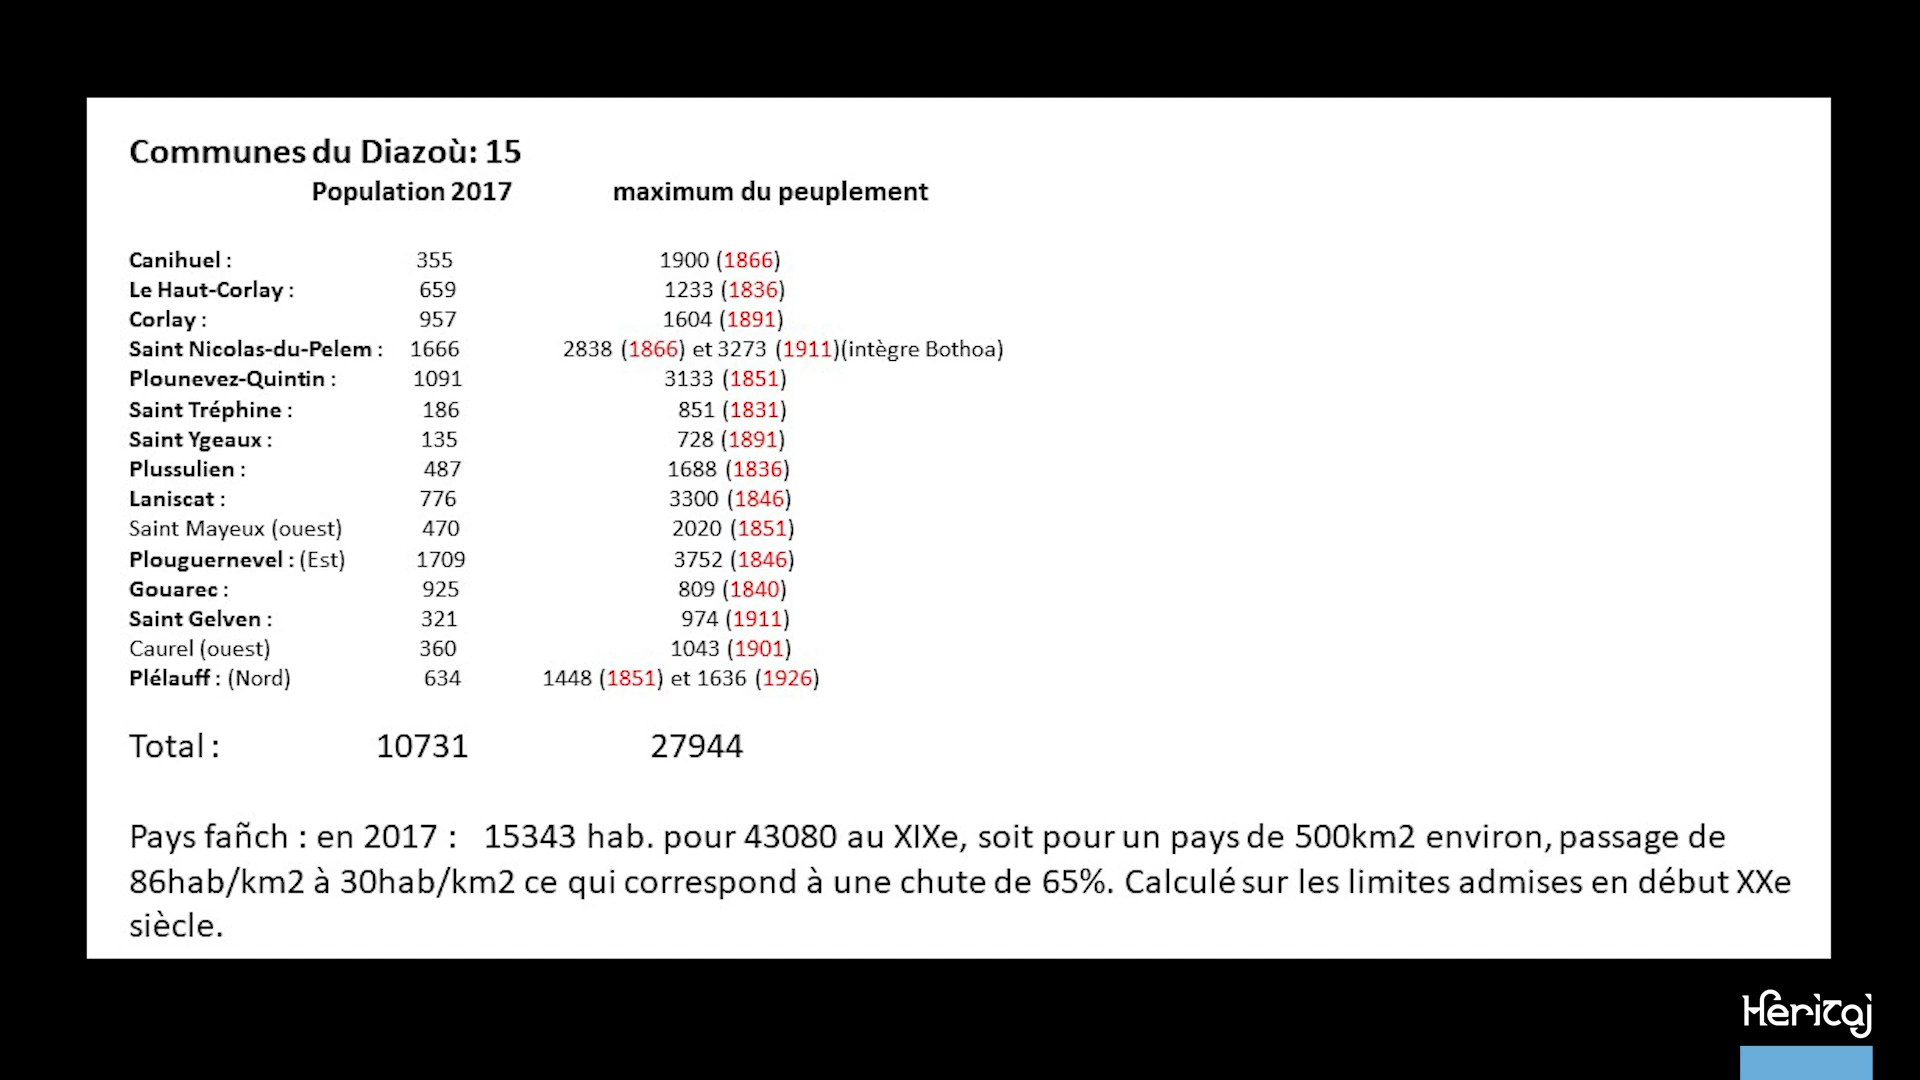 Communes du Diazoù: 15
Population 2017 maximum du peuplement
Canihuel : 355 1900 (1866)
Le Haut-Corlay : 659 1233 (1836)
Corlay : 957 1604 (1891)
Saint Nicolas-du-Pelem : 1666 2838 (1866) et 3273 (1911)(intègre Bothoa)
Plounevez-Quintin : 1091 3133 (1851)
Saint Tréphine : 186 851 (1831)
Saint Ygeaux : 135 728 (1891)
Plussulien : 487 1688 (1836)
Laniscat : 776 3300 (1846)
Saint Mayeux (ouest) 470 2020 (1851)
Plouguernevel : (Est) 1709 3752 (1846)
Gouarec : 925 809 (1840)
Saint Gelven : 321 974 (1911)
Caurel (ouest) 360 1043 (1901)
Plélauff : (Nord) 634 1448 (1851) et 1636 (1926)
Total : 10731 27944
Pays fañch : en 2017 : 15343 hab. pour 43080 au XIXe, soit pour un pays de 500km2 environ, passage de
86hab/km2 à 30hab/km2 ce qui correspond à une chute de 65%. Calculé sur les limites admises en début XXe
siècle.
Heritaj